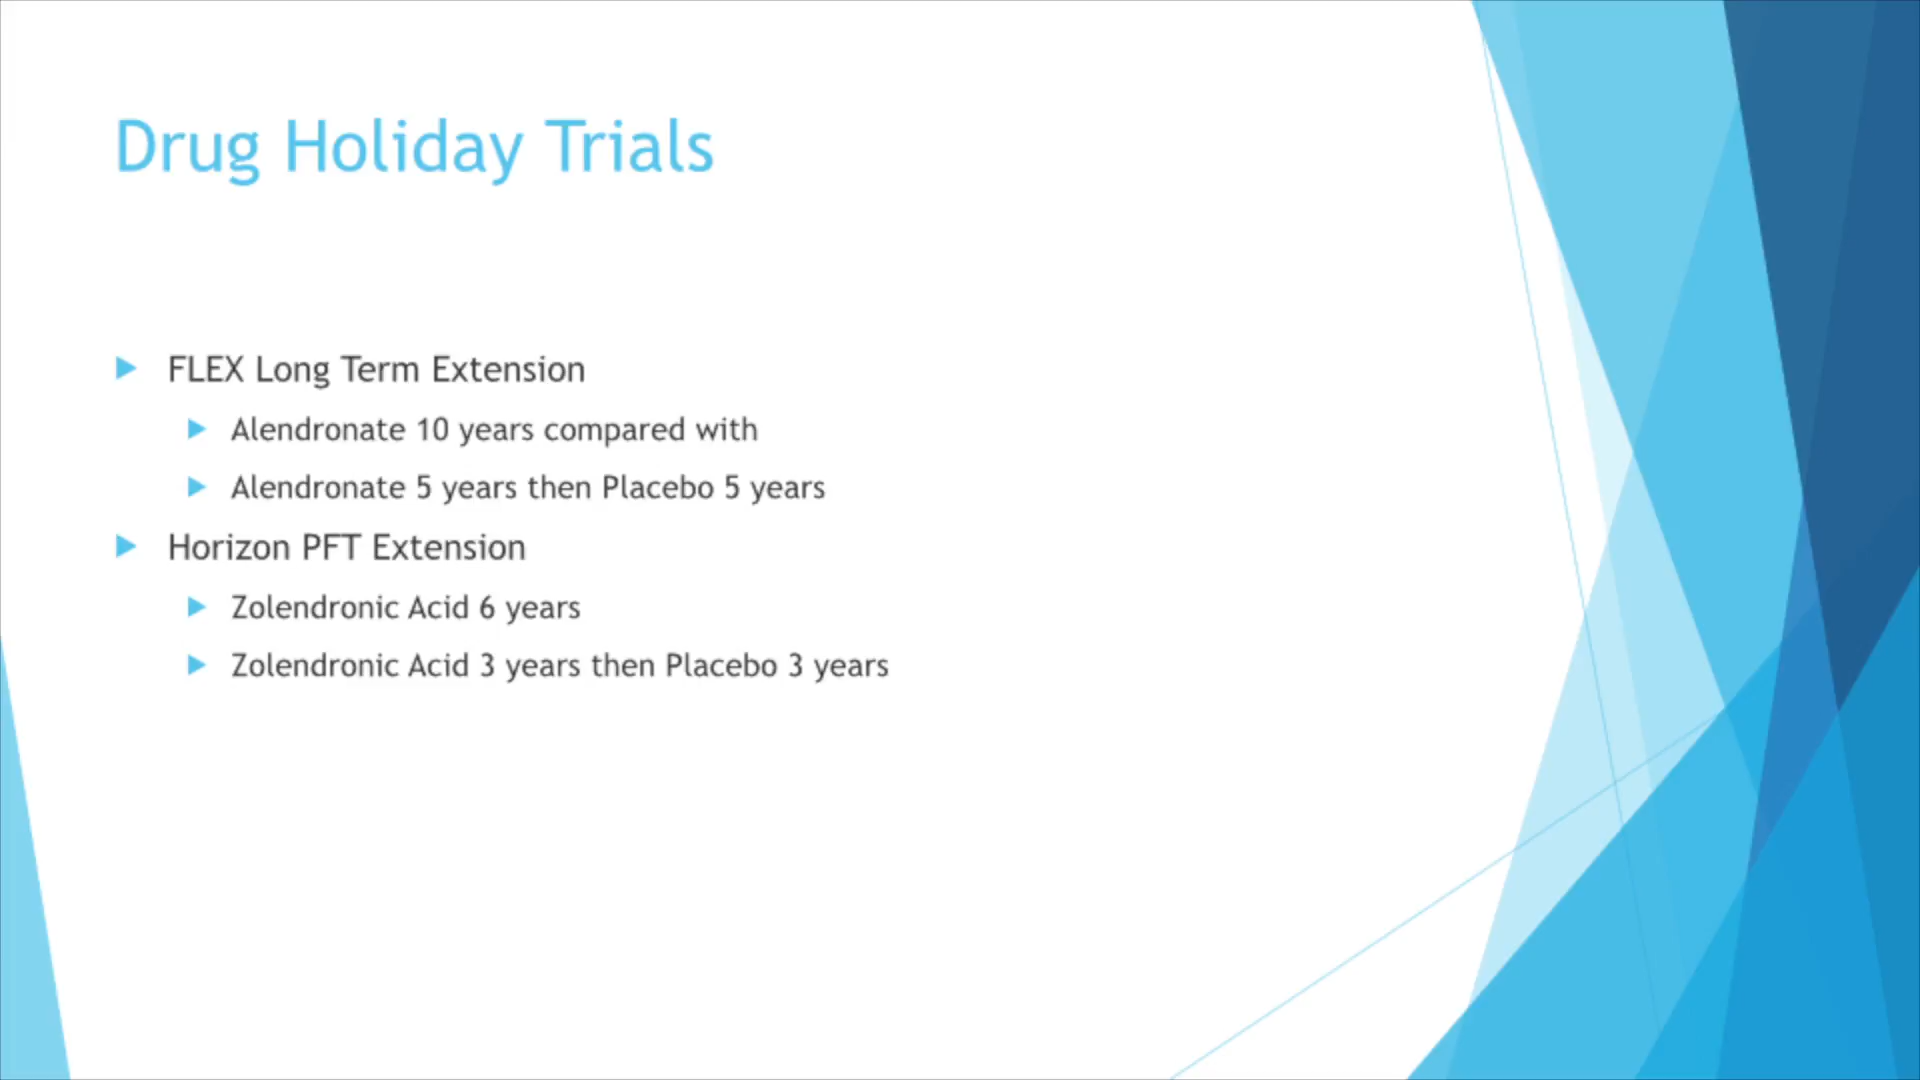 Drug Holiday Trials
FLEX Long Term Extension
Alendronate 10 years compared with
Alendronate 5 years then Placebo 5 years
Horizon PFT Extension
Zolendronic Acid 6 years
Zolendronic Acid 3 years then Placebo 3 years